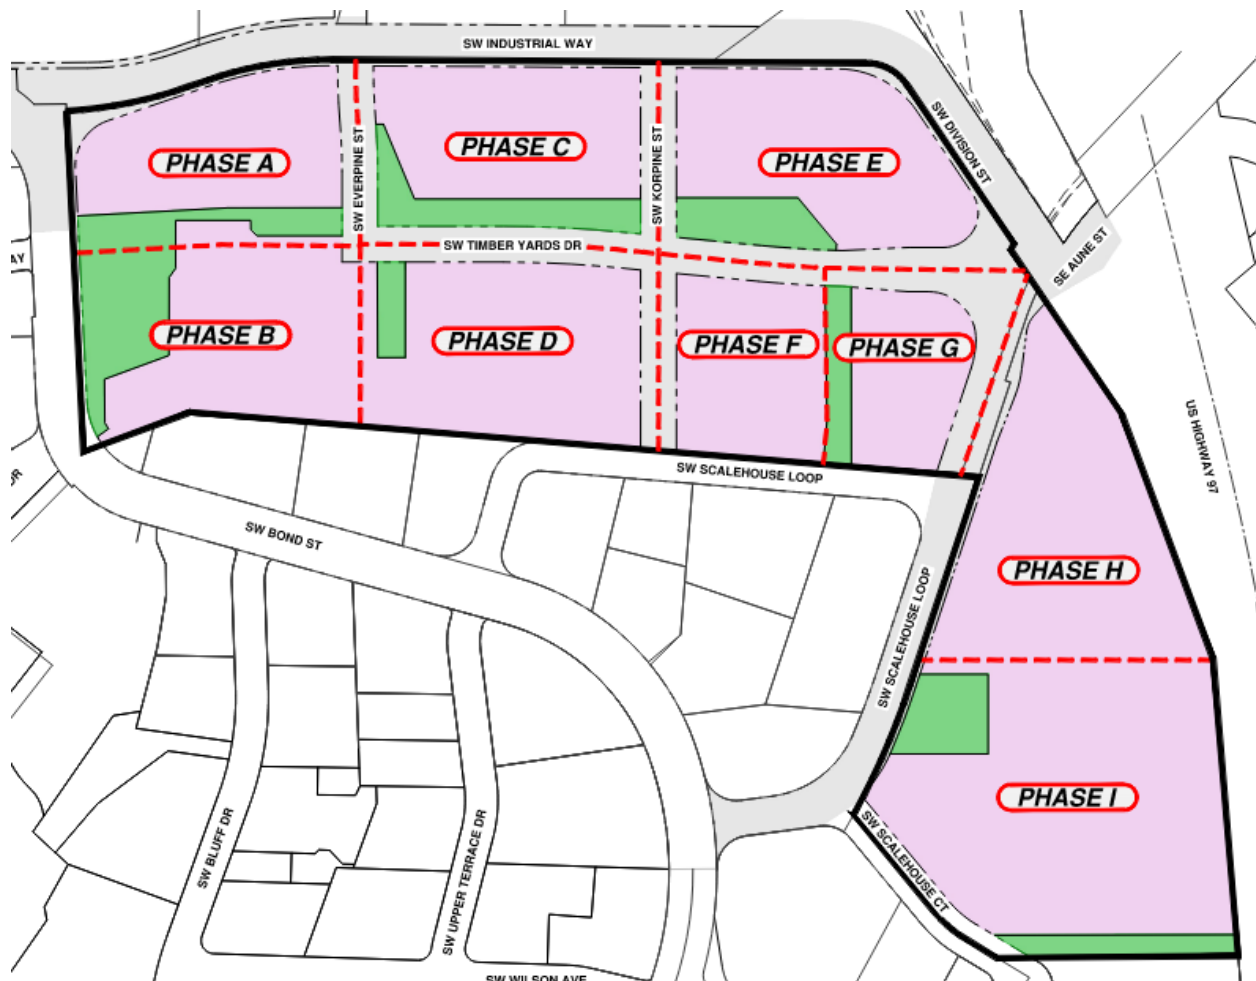 SW INDUSTRIAL WAY
SW DIVISION ST
PHASE A
SW EVERPINE ST
PHASE C
SW KORPINE ST
PHASE E
SW TIMBER YARDS DR
SE AUNE ST
AY
PHASE B
PHASE D
PHASE F
PHASE G
US HIGHWAY 97
SW SCALEHOUSE LOOP
DR
SW BOND ST
PHASE H
SW SCALEHOUSE LOOP
PHASE I
SW BLUFF DR
SW UPPER TERRACE DR
SW SCALEHOUSE CT
SW WILSON AVE